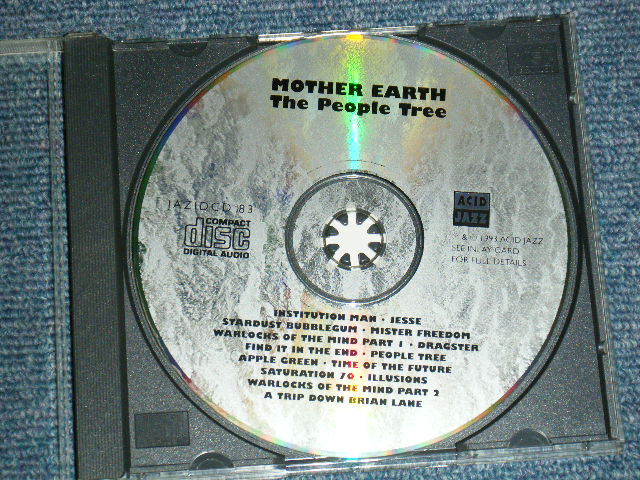 MOTHER EARTH
The People Tree
JAZIDCD 83
COMPACT
disc
DIGITAL AUDIO
ACID
JAZZ
1993 ACID JAZZ
SEE INLAY CARD
FOR FULL DETAILS
INSTITUTION MAN · JESSE
STARDUST BUBBLEGUM · MISTER FREEDOM
WARLOCKS OF THE MIND PART 1 · DRAGSTER
FIND IT IN THE END · PEOPLE TREE
APPLE GREEN · TIME OF THE FUTURE
SATURATION 70 · ILLUSIONS
WARLOCKS OF THE MIND PART 2
A TRIP DOWN BRIAN LANE